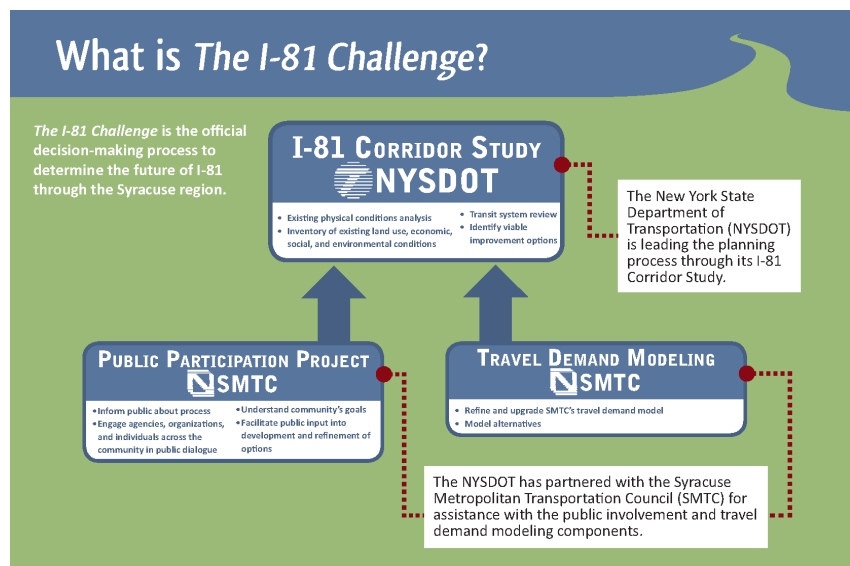 What is The I-81 Challenge?
The I-81 Challenge is the official
decision-making process to
determine the future of I-81
through the Syracuse region.
I-81 CORRIDOR STUDY
NYSDOT
• Existing physical conditions analysis
• Inventory of existing land use, economic,
social, and environmental conditions
• Transit system review
• Identify viable
improvement options
The New York State
Department of
Transportation (NYSDOT)
is leading the planning
process through its I-81
Corridor Study.
PUBLIC PARTICIPATION PROJECT
SMTC
•Inform public about process
•Engage agencies, organizations,
and individuals across the
community in public dialogue
•Understand community's goals
•Facilitate public input into
development and refinement of
options
TRAVEL DEMAND MODELING
SMTC
• Refine and upgrade SMTC's travel demand model
• Model alternatives
The NYSDOT has partnered with the Syracuse
Metropolitan Transportation Council (SMTC) for
assistance with the public involvement and travel
demand modeling components.